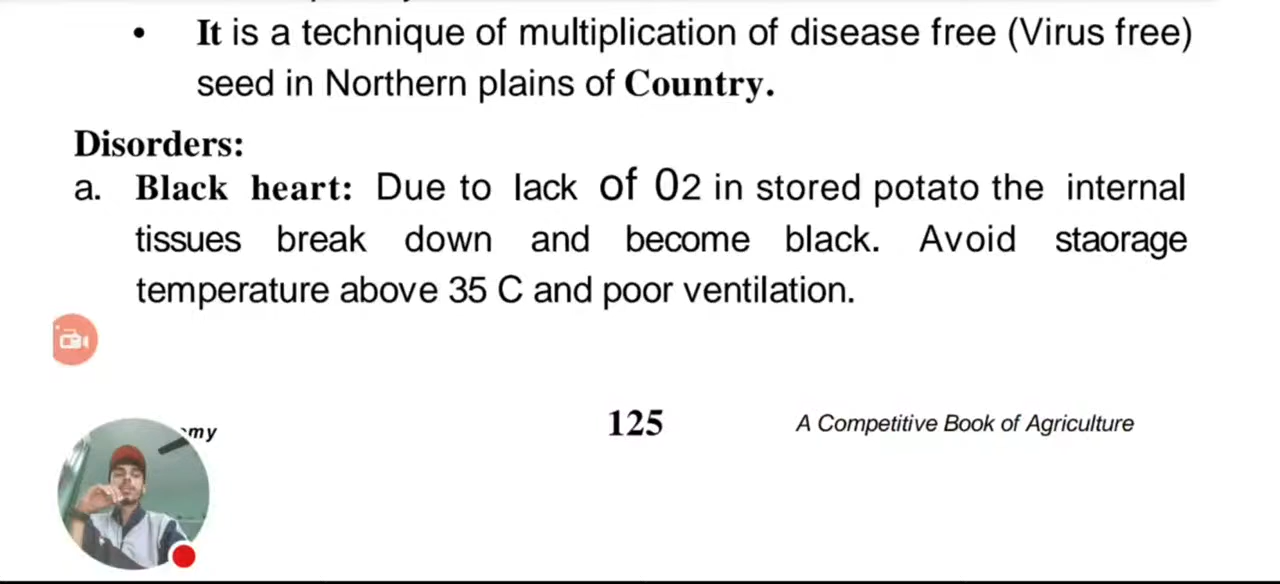 • It is a technique of multiplication of disease free (Virus free)
seed in Northern plains of Country.
Disorders:
a. Black heart: Due to lack of 02 in stored potato the internal
tissues break down and become black. Avoid staorage
temperature above 35 C and poor ventilation.
my 125 A Competitive Book of Agriculture